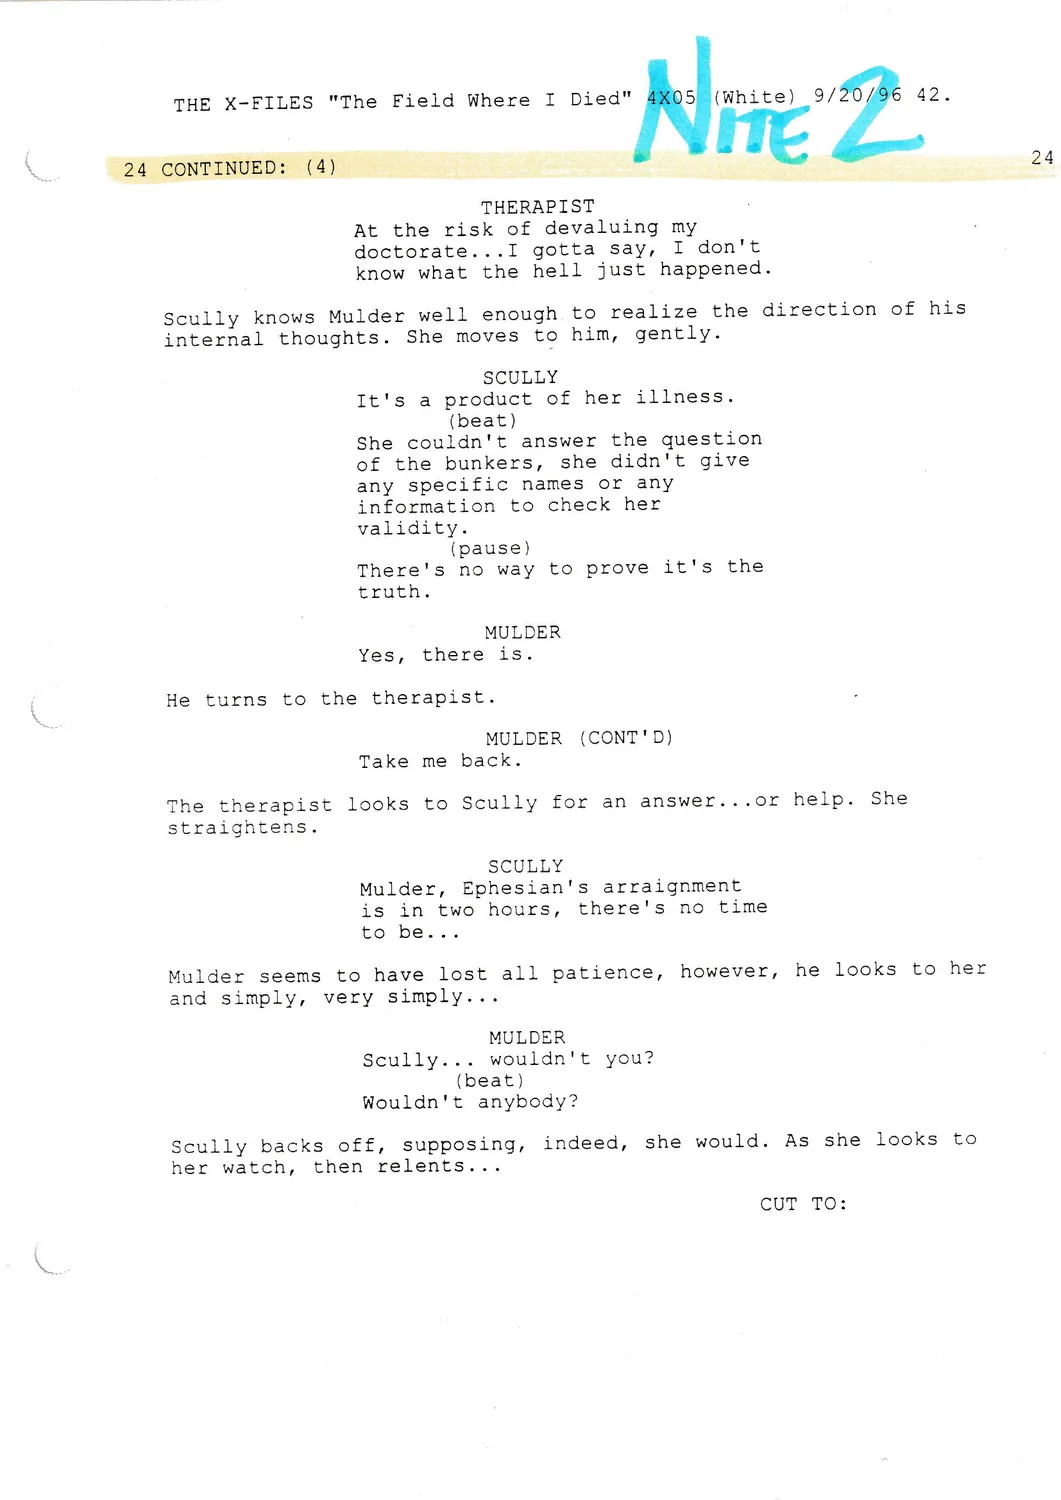 NITE 2
THE X-FILES "The Field Where I Died" 4X05 (White) 9/20/96 42.
24 CONTINUED: (4) 24
THERAPIST
At the risk of devaluing my
doctorate...I gotta say, I don't
know what the hell just happened.
Scully knows Mulder well enough to realize the direction of his
internal thoughts. She moves to him, gently.
SCULLY
It's a product of her illness.
(beat)
She couldn't answer the question
of the bunkers, she didn't give
any specific names or any
information to check her
validity.
(pause)
There's no way to prove it's the
truth.
MULDER
Yes, there is.
He turns to the therapist.
MULDER (CONT'D)
Take me back.
The therapist looks to Scully for an answer...or help. She
straightens.
SCULLY
Mulder, Ephesian's arraignment
is in two hours, there's no time
to be...
Mulder seems to have lost all patience, however, he looks to her
and simply, very simply...
MULDER
Scully... wouldn't you?
(beat)
Wouldn't anybody?
Scully backs off, supposing, indeed, she would. As she looks to
her watch, then relents...
CUT TO: